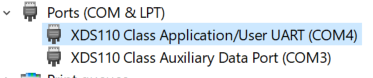 Ports (COM & LPT)
XDS110 Class Application/User UART (COM4)
XDS110 Class Auxiliary Data Port (COM3)